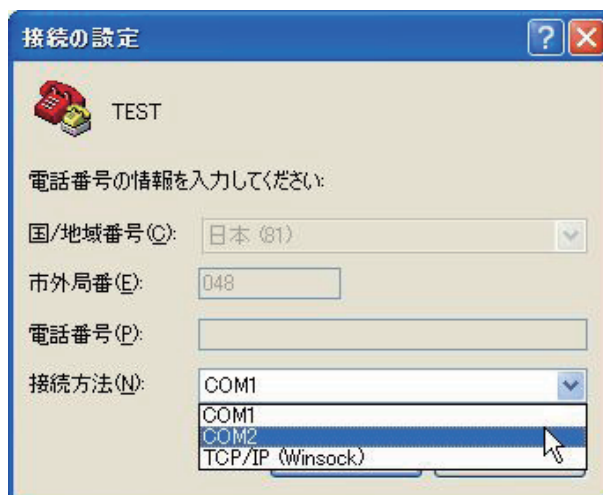 接続の設定
TEST
電話番号の情報を入力してください:
国/地域番号(C): 日本 (81)
市外局番(E): 048
電話番号(P):
接続方法(N): COM1
COM1
COM2
TCP/IP (Winsock)